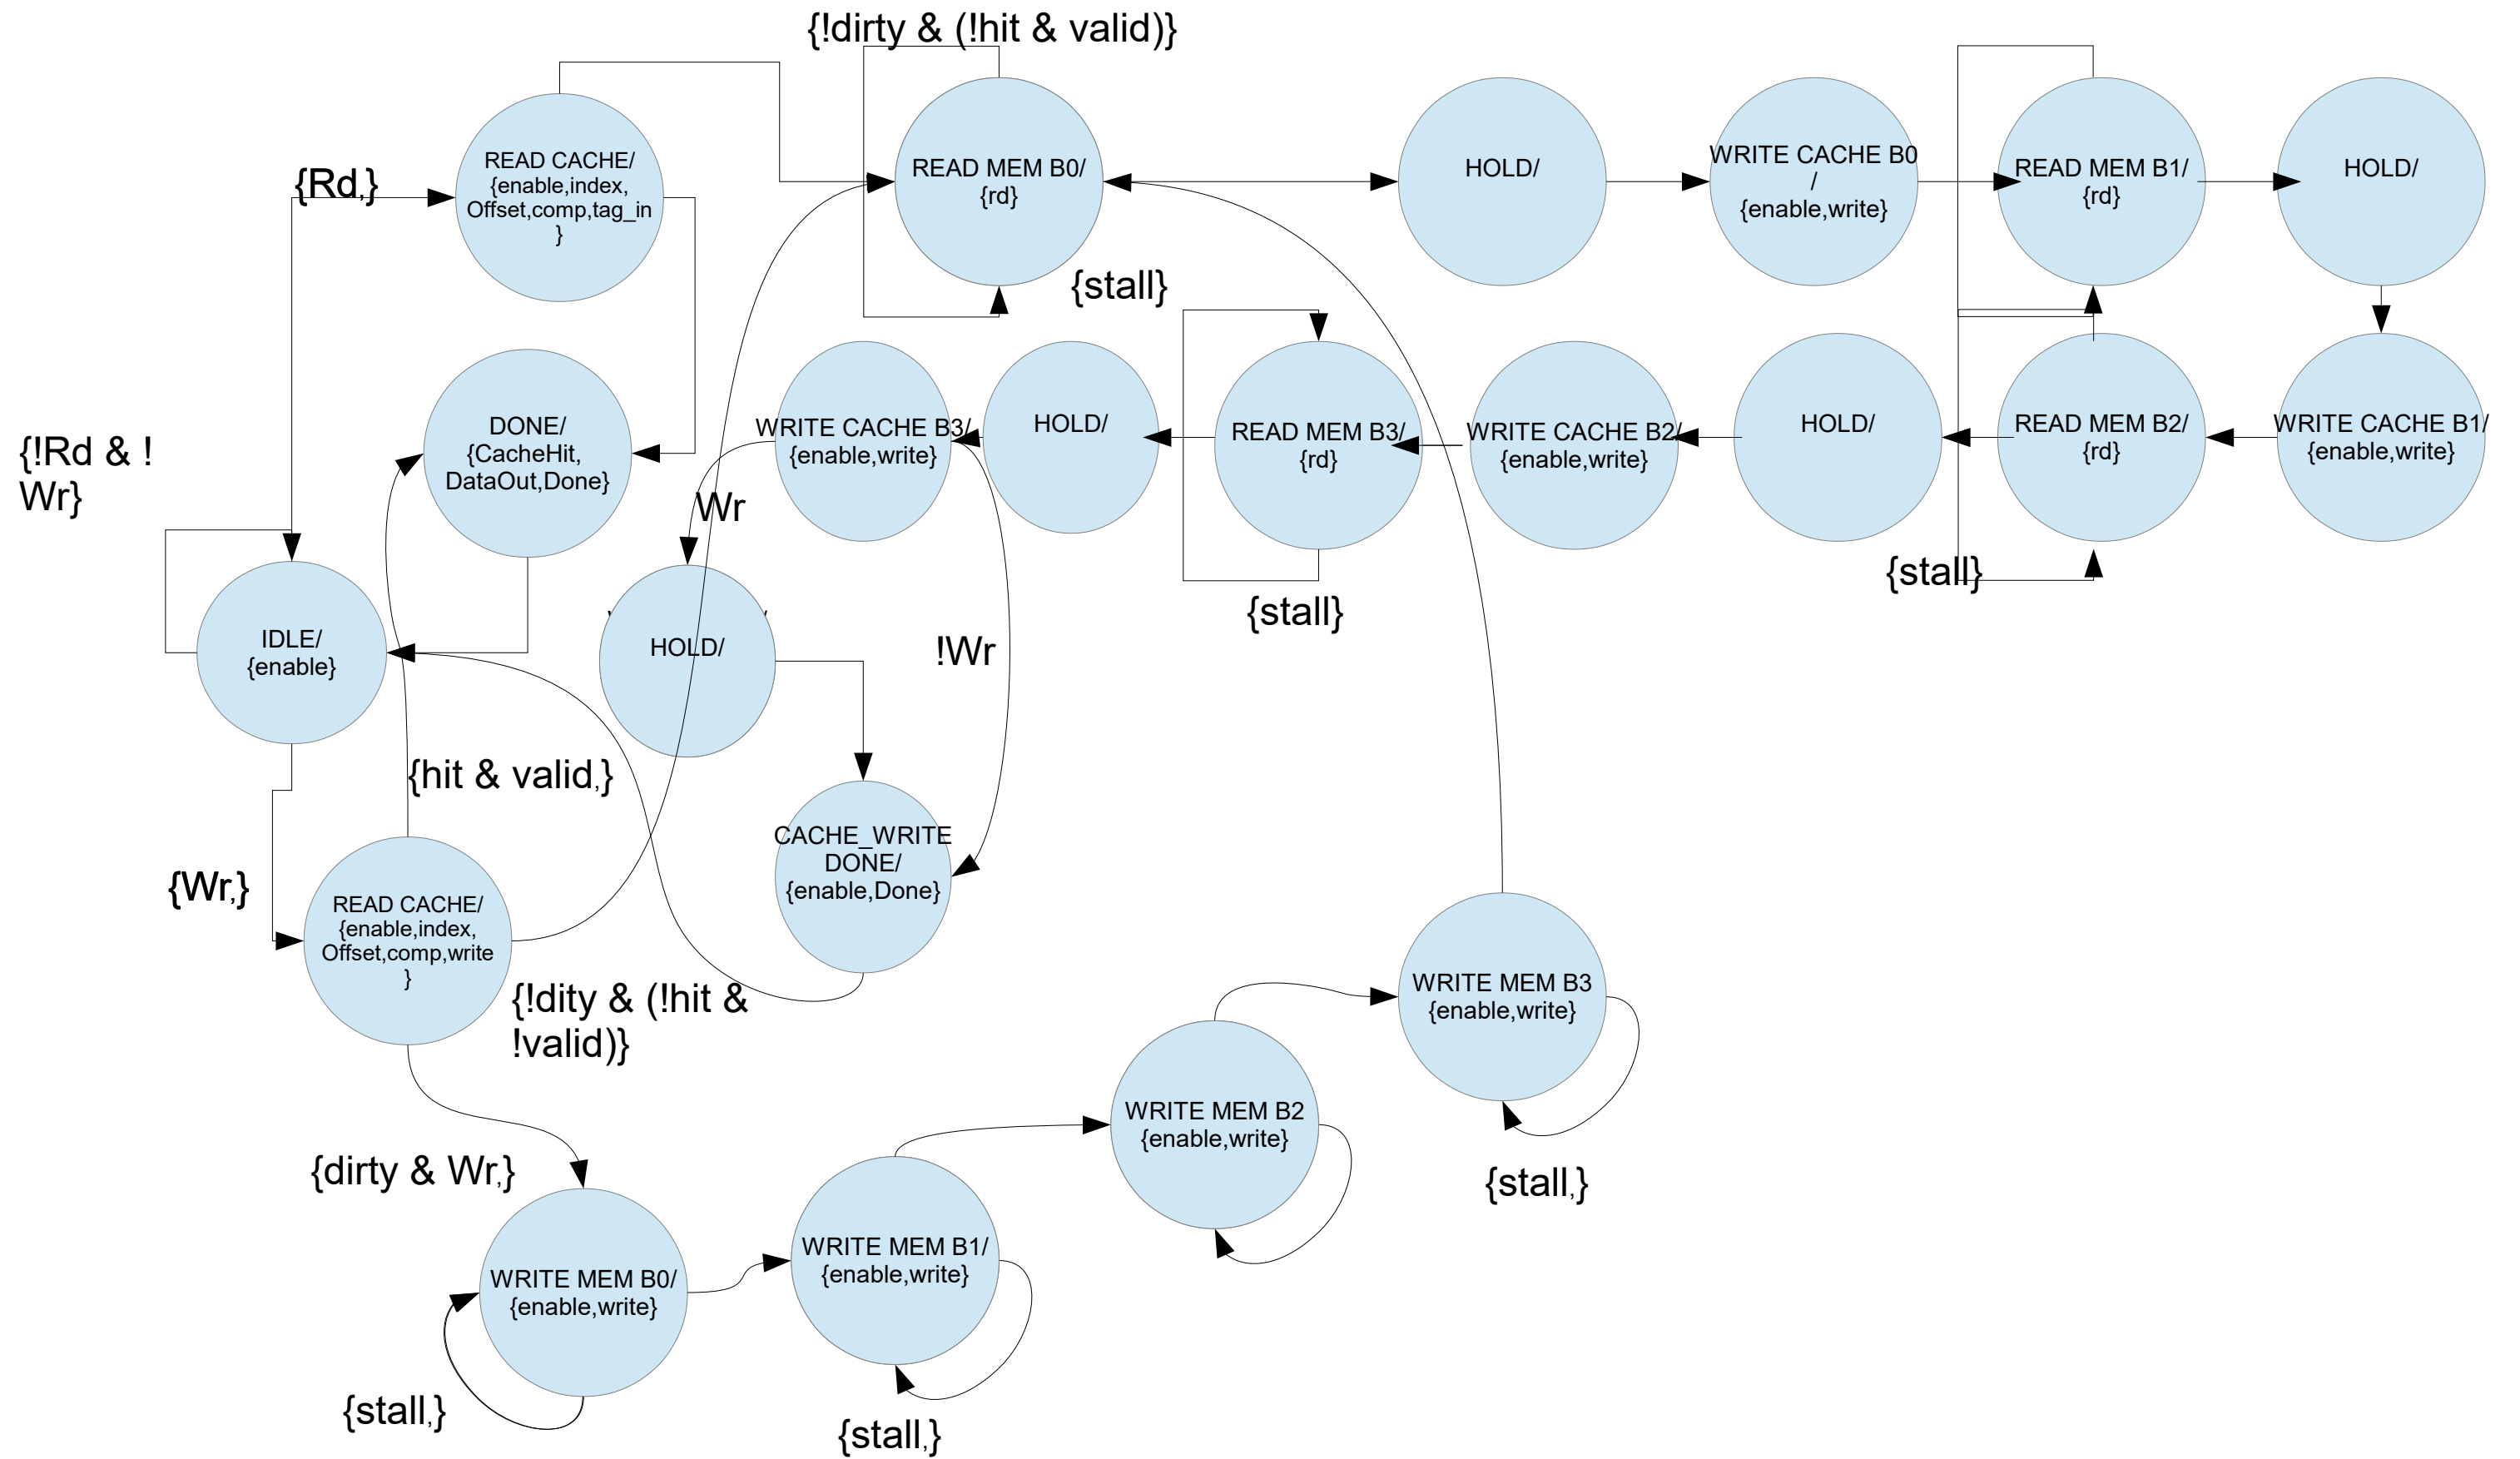 {!dirty & (!hit & valid)}
READ CACHE/
{enable,index,
Offset,comp,tag_in
}
{Rd,}
READ MEM B0/
{rd}
HOLD/
WRITE CACHE B0
/
{enable,write}
READ MEM B1/
{rd}
HOLD/
{stall}
DONE/
{CacheHit,
DataOut,Done}
WRITE CACHE B3/
{enable,write}
HOLD/
READ MEM B3/
{rd}
WRITE CACHE B2/
{enable,write}
HOLD/
READ MEM B2/
{rd}
WRITE CACHE B1/
{enable,write}
{!Rd & !
Wr}
Wr
{stall}
{stall}
IDLE/
{enable}
HOLD/
!Wr
{hit & valid,}
CACHE_WRITE
DONE/
{enable,Done}
{Wr,}
READ CACHE/
{enable,index,
Offset,comp,write
}
{!dity & (!hit &
!valid)}
WRITE MEM B3
{enable,write}
WRITE MEM B2
{enable,write}
{dirty & Wr,}
{stall,}
WRITE MEM B1/
{enable,write}
WRITE MEM B0/
{enable,write}
{stall,}
{stall,}